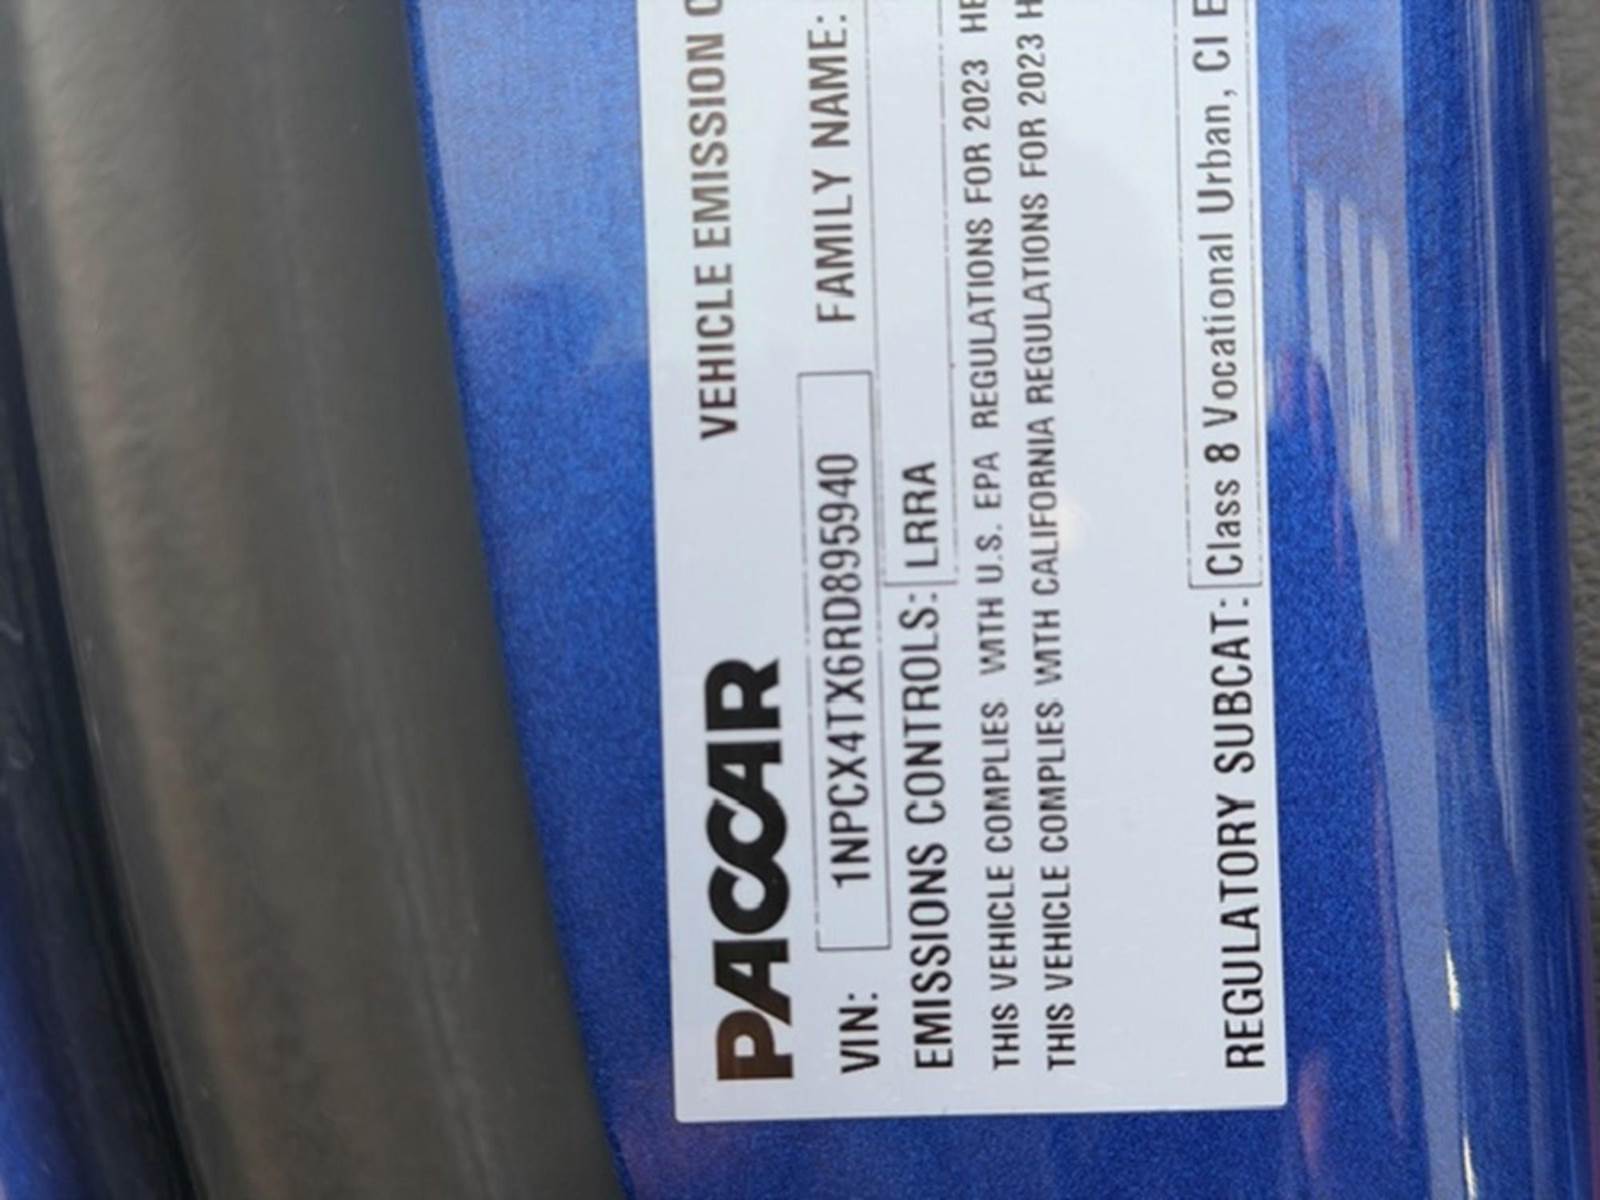 PACCAR VEHICLE EMISSION C
VIN: 1NPCX4TX6RD895940 FAMILY NAME:
EMISSIONS CONTROLS: LRRA
THIS VEHICLE COMPLIES WITH U.S. EPA REGULATIONS FOR 2023 HE
THIS VEHICLE COMPLIES WITH CALIFORNIA REGULATIONS FOR 2023 H
REGULATORY SUBCAT: Class 8 Vocational Urban, CI E